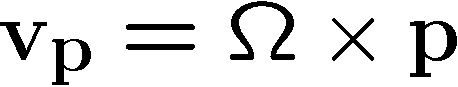 𝐯ₚ = Ω × 𝐩